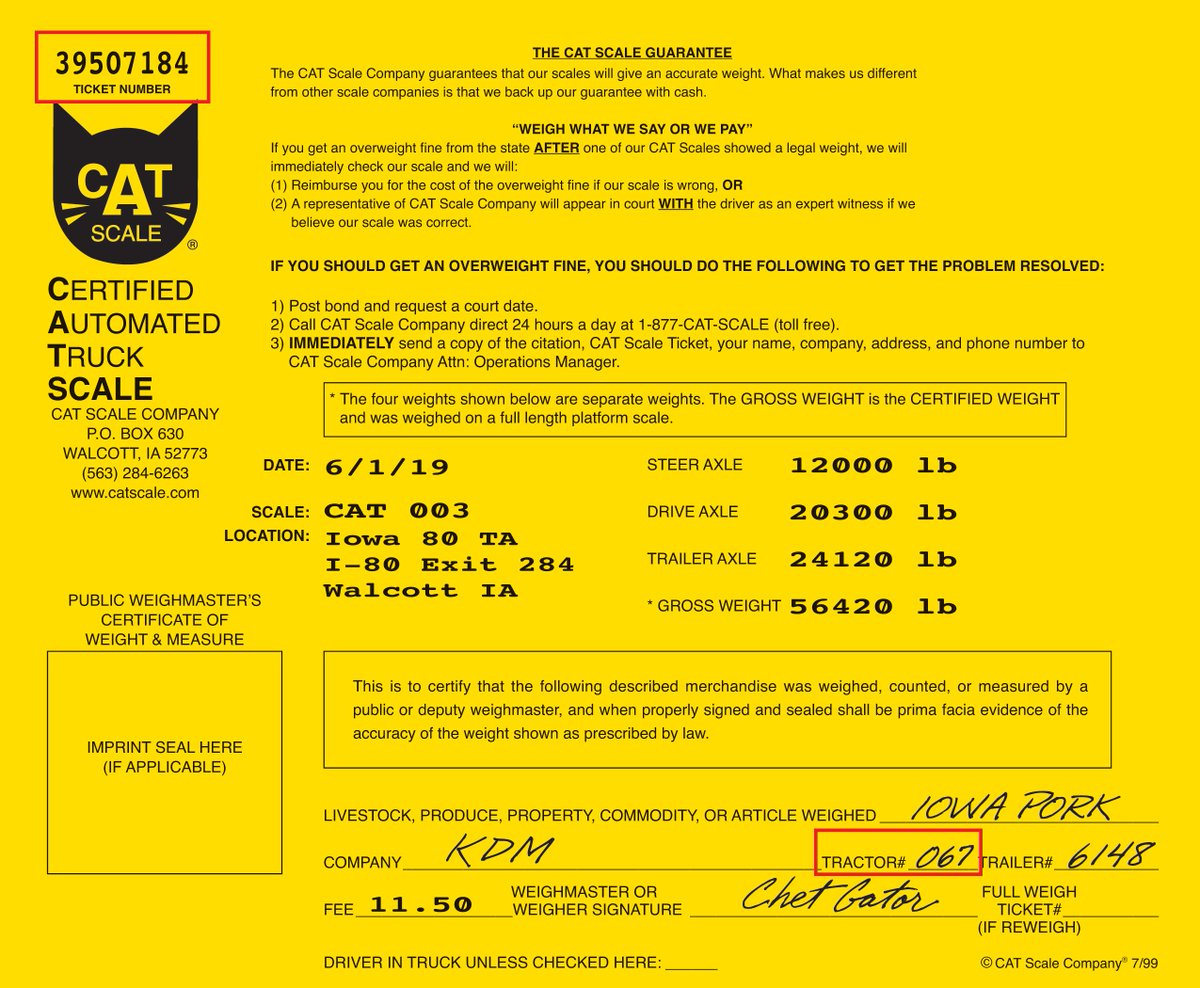 39507184
TICKET NUMBER
CAT
SCALE
®
CERTIFIED
AUTOMATED
TRUCK
SCALE
CAT SCALE COMPANY
P.O. BOX 630
WALCOTT, IA 52773
(563) 284-6263
www.catscale.com
THE CAT SCALE GUARANTEE
The CAT Scale Company guarantees that our scales will give an accurate weight. What makes us different
from other scale companies is that we back up our guarantee with cash.
“WEIGH WHAT WE SAY OR WE PAY”
If you get an overweight fine from the state AFTER one of our CAT Scales showed a legal weight, we will
immediately check our scale and we will:
(1) Reimburse you for the cost of the overweight fine if our scale is wrong, OR
(2) A representative of CAT Scale Company will appear in court WITH the driver as an expert witness if we
believe our scale was correct.
IF YOU SHOULD GET AN OVERWEIGHT FINE, YOU SHOULD DO THE FOLLOWING TO GET THE PROBLEM RESOLVED:
1) Post bond and request a court date.
2) Call CAT Scale Company direct 24 hours a day at 1-877-CAT-SCALE (toll free).
3) IMMEDIATELY send a copy of the citation, CAT Scale Ticket, your name, company, address, and phone number to
CAT Scale Company Attn: Operations Manager.
* The four weights shown below are separate weights. The GROSS WEIGHT is the CERTIFIED WEIGHT
and was weighed on a full length platform scale.
DATE: 6/1/19
SCALE: CAT 003
LOCATION: Iowa 80 TA
I-80 Exit 284
Walcott IA
STEER AXLE 12000 lb
DRIVE AXLE 20300 lb
TRAILER AXLE 24120 lb
* GROSS WEIGHT 56420 lb
PUBLIC WEIGHMASTER'S
CERTIFICATE OF
WEIGHT & MEASURE
IMPRINT SEAL HERE
(IF APPLICABLE)
This is to certify that the following described merchandise was weighed, counted, or measured by a
public or deputy weighmaster, and when properly signed and sealed shall be prima facia evidence of the
accuracy of the weight shown as prescribed by law.
LIVESTOCK, PRODUCE, PROPERTY, COMMODITY, OR ARTICLE WEIGHED IOWA PORK
COMPANY KDM TRACTOR# 067 TRAILER# 6148
FEE 11.50 WEIGHMASTER OR
WEIGHER SIGNATURE Chet Gator
FULL WEIGH
TICKET#
(IF REWEIGH)
DRIVER IN TRUCK UNLESS CHECKED HERE:
© CAT Scale Company® 7/99